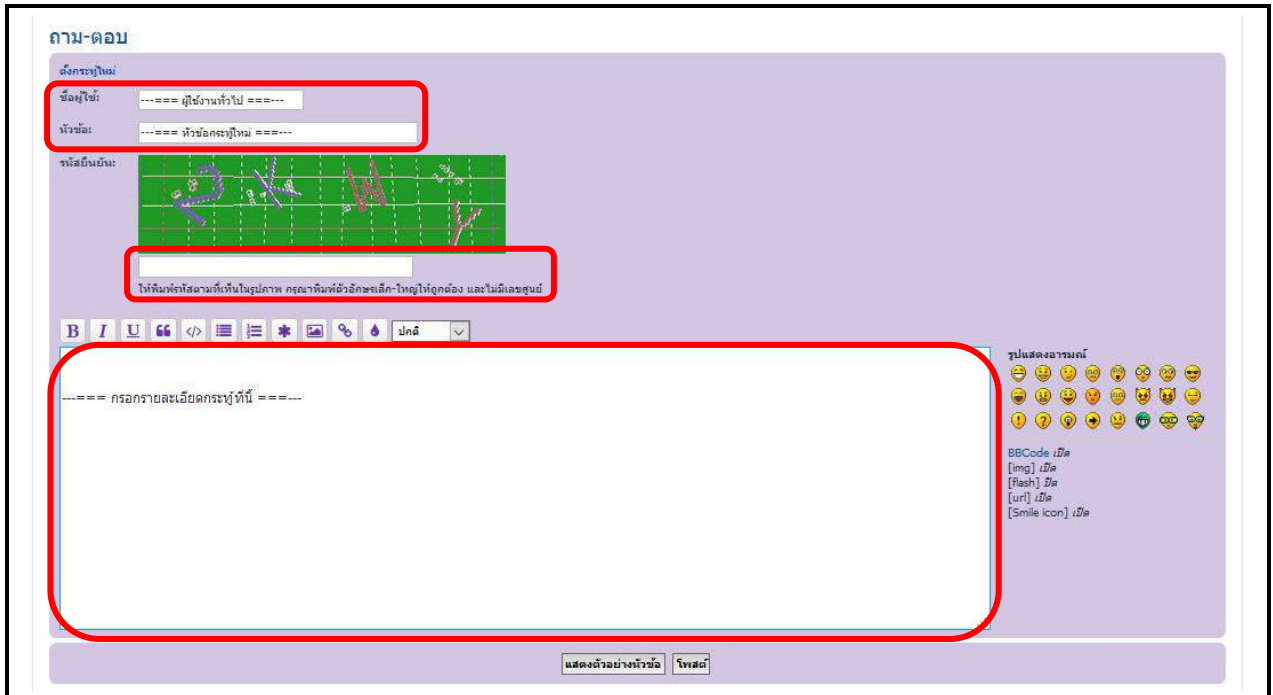 ถาม-ตอบ
ตั้งกระทู้ใหม่
ชื่อผู้ใช้: ---=== ผู้ใช้งานทั่วไป ===---
หัวข้อ: ---=== หัวข้อกระทู้ใหม่ ===---
รหัสยืนยัน:
ให้พิมพ์รหัสตามที่เห็นในรูปภาพ กรุณาพิมพ์ตัวอักษรเล็ก-ใหญ่ให้ถูกต้อง และไม่มีเลขศูนย์
B I U ปกติ
---=== กรอกรายละเอียดกระทู้ที่นี้ ===---
รูปแสดงอารมณ์
BBCode เปิด
[img] เปิด
[flash] ปิด
[url] เปิด
[Smile icon] เปิด
แสดงตัวอย่างหัวข้อ โพสต์